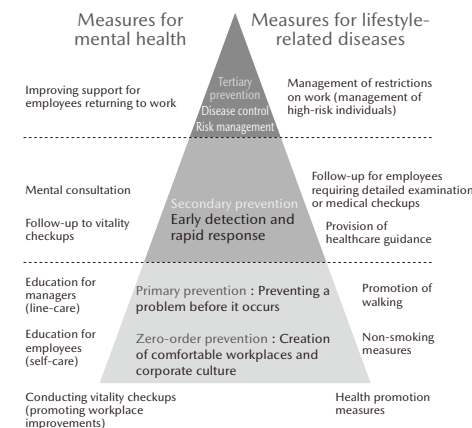 Measures for
mental health
Measures for lifestyle-
related diseases
Tertiary
prevention
Disease control
Risk management
Improving support for
employees returning to work
Management of restrictions
on work (management of
high-risk individuals)
Mental consultation
Follow-up to vitality
checkups
Secondary prevention
Early detection and
rapid response
Follow-up for employees
requiring detailed examination
or medical checkups
Provision of
healthcare guidance
Education for
managers
(line-care)
Education for
employees
(self-care)
Primary prevention : Preventing a
problem before it occurs
Zero-order prevention : Creation
of comfortable workplaces and
corporate culture
Promotion of
walking
Non-smoking
measures
Conducting vitality checkups
(promoting workplace
improvements)
Health promotion
measures